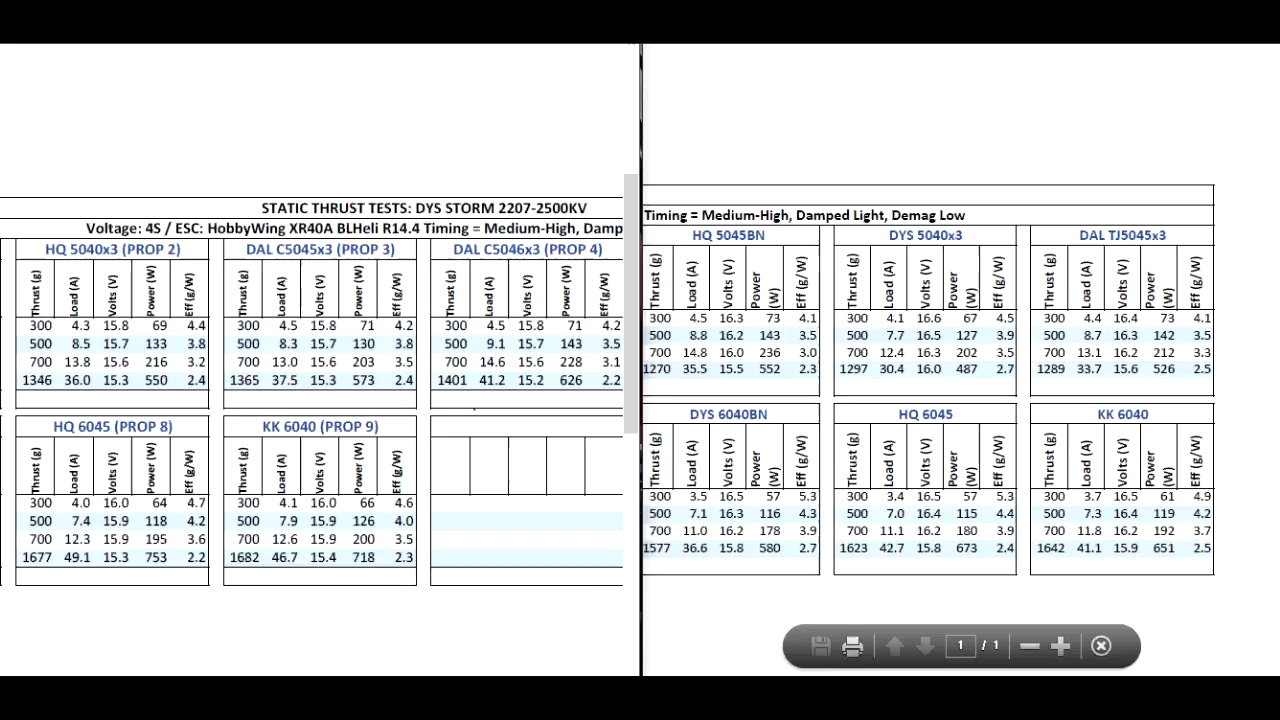 STATIC THRUST TESTS: DYS STORM 2207-2500KV
Voltage: 4S / ESC: HobbyWing XR40A BLHeli R14.4 Timing = Medium-High, Damp
HQ 5040x3 (PROP 2) DAL C5045x3 (PROP 3) DAL C5046x3 (PROP 4)
Thrust (g) Load (A) Volts (V) Power (W) Eff (g/W) Thrust (g) Load (A) Volts (V) Power (W) Eff (g/W) Thrust (g) Load (A) Volts (V) Power (W) Eff (g/W)
300 4.3 15.8 69 4.4 300 4.5 15.8 71 4.2 300 4.5 15.8 71 4.2
500 8.5 15.7 133 3.8 500 8.3 15.7 130 3.8 500 9.1 15.7 143 3.5
700 13.8 15.6 216 3.2 700 13.0 15.6 203 3.5 700 14.6 15.6 228 3.1
1346 36.0 15.3 550 2.4 1365 37.5 15.3 573 2.4 1401 41.2 15.2 626 2.2
HQ 6045 (PROP 8) KK 6040 (PROP 9)
Thrust (g) Load (A) Volts (V) Power (W) Eff (g/W) Thrust (g) Load (A) Volts (V) Power (W) Eff (g/W)
300 4.0 16.0 64 4.7 300 4.1 16.0 66 4.6
500 7.4 15.9 118 4.2 500 7.9 15.9 126 4.0
700 12.3 15.9 195 3.6 700 12.6 15.9 200 3.5
1677 49.1 15.3 753 2.2 1682 46.7 15.4 718 2.2
Timing = Medium-High, Damped Light, Demag Low
HQ 5045BN DYS 5040x3 DAL TJ5045x3
Thrust (g) Load (A) Volts (V) Power (W) Eff (g/W) Thrust (g) Load (A) Volts (V) Power (W) Eff (g/W) Thrust (g) Load (A) Volts (V) Power (W) Eff (g/W)
300 4.5 16.3 73 4.1 300 4.1 16.6 67 4.5 300 4.4 16.4 73 4.1
500 8.8 16.2 143 3.5 500 7.7 16.5 127 3.9 500 8.7 16.3 142 3.5
700 14.8 16.0 236 3.0 700 12.4 16.3 202 3.5 700 13.1 16.2 212 3.3
1270 35.5 15.5 552 2.3 1297 30.4 16.0 487 2.7 1289 33.7 15.6 526 2.5
DYS 6040BN HQ 6045 KK 6040
Thrust (g) Load (A) Volts (V) Power (W) Eff (g/W) Thrust (g) Load (A) Volts (V) Power (W) Eff (g/W) Thrust (g) Load (A) Volts (V) Power (W) Eff (g/W)
300 3.5 16.5 57 5.3 300 3.4 16.5 57 5.3 300 3.7 16.5 61 4.9
500 7.1 16.3 116 4.3 500 7.0 16.4 115 4.4 500 7.3 16.4 119 4.2
700 11.0 16.2 178 3.9 700 11.1 16.2 180 3.9 700 11.8 16.2 192 3.7
1577 36.6 15.8 580 2.7 1623 42.7 15.8 673 2.4 1642 41.1 15.9 651 2.5
1 / 1